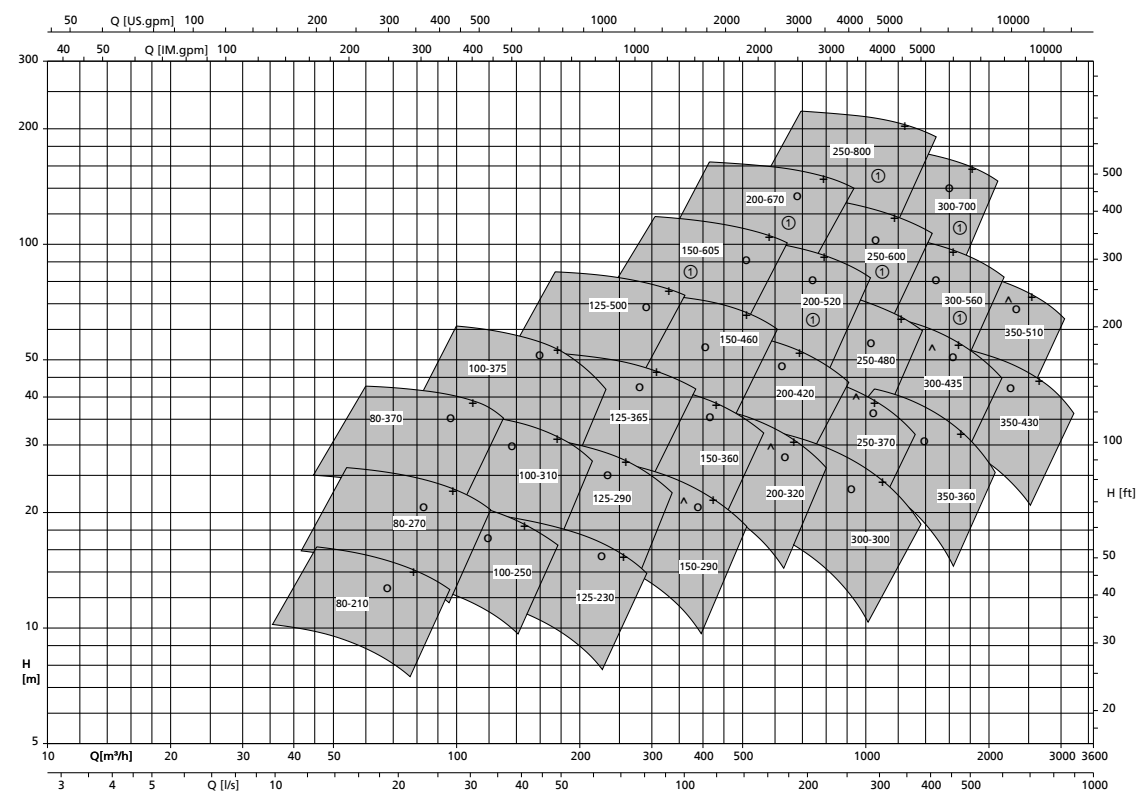 50 Q [US.gpm] 100 200 300 400 500 1000 2000 3000 4000 5000 10000
40 50 Q [IM.gpm] 100 200 300 400 500 1000 2000 3000 4000 5000 10000
300
200
250-800
1
500
200-670
O
O
300-700
400
1
1
100
150-605
O
O
250-600
300
1
1
125-500
O
O
200-520
O
300-560
^
O
1
1
350-510
200
150-460
O
O
^
O
50
100-375
O
O
250-480
300-435
40
125-365
O
O
200-420
^
O
350-430
80-370
O
O
O
O
250-370
O
100
30
100-310
O
150-360
^
O
125-290
O
200-320
O
350-360
H [ft]
20
80-270
O
^
O
O
300-300
50
100-250
O
150-290
80-210
O
125-230
40
10
30
H
[m]
20
5
10 Q[m³/h] 20 30 40 50 100 200 300 400 500 1000 2000 3000 3600
3 4 5 Q [l/s] 10 20 30 40 50 100 200 300 400 500 1000